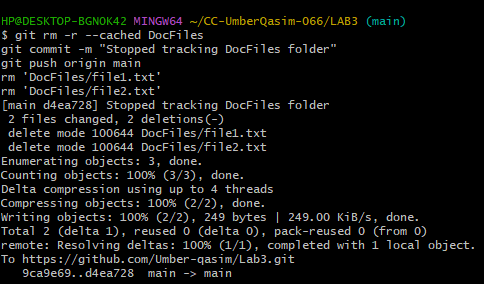 HP@DESKTOP-BGNOK42 MINGW64 ~/CC-UmberQasim-066/LAB3 (main)
$ git rm -r --cached DocFiles
git commit -m "Stopped tracking DocFiles folder"
git push origin main
rm 'DocFiles/file1.txt'
rm 'DocFiles/file2.txt'
[main d4ea728] Stopped tracking DocFiles folder
 2 files changed, 2 deletions(-)
 delete mode 100644 DocFiles/file1.txt
 delete mode 100644 DocFiles/file2.txt
Enumerating objects: 3, done.
Counting objects: 100% (3/3), done.
Delta compression using up to 4 threads
Compressing objects: 100% (2/2), done.
Writing objects: 100% (2/2), 249 bytes | 249.00 KiB/s, done.
Total 2 (delta 1), reused 0 (delta 0), pack-reused 0 (from 0)
remote: Resolving deltas: 100% (1/1), completed with 1 local object.
To https://github.com/Umber-qasim/Lab3.git
   9ca9e69..d4ea728  main -> main